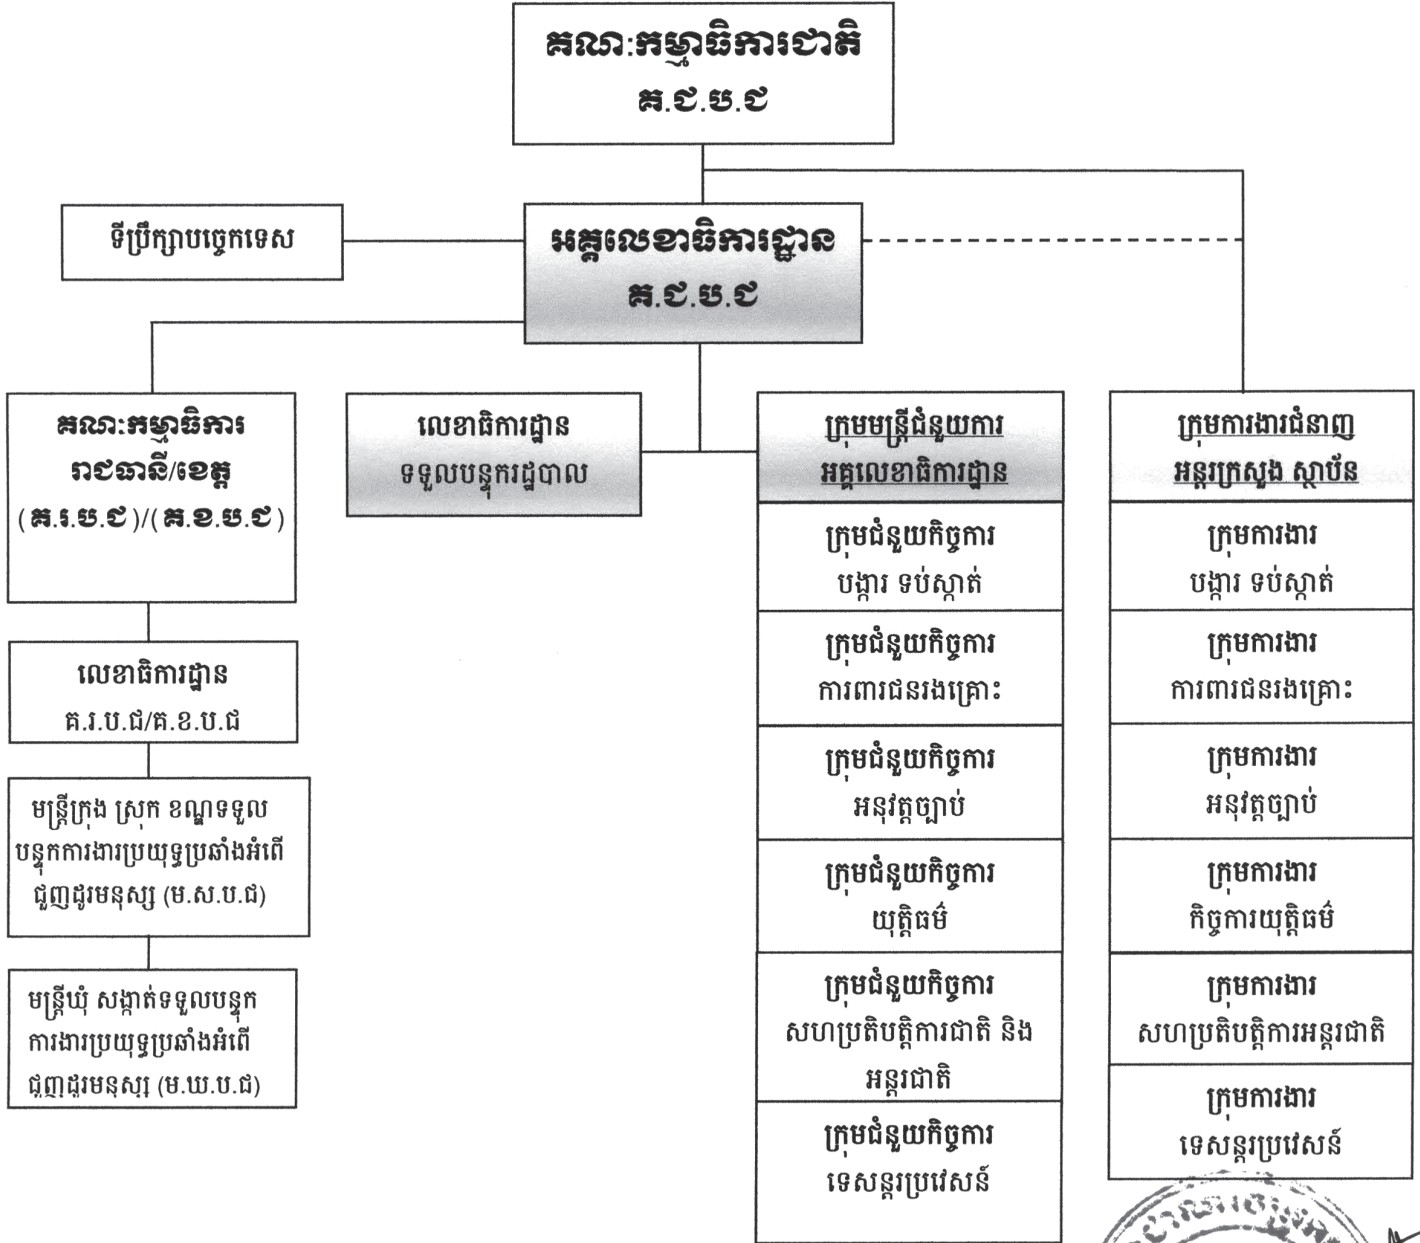 គណៈកម្មាធិការជាតិ
គ.ជ.ប.ជ
ទីប្រឹក្សាបច្ចេកទេស
អគ្គលេខាធិការដ្ឋាន
គ.ជ.ប.ជ
គណៈកម្មាធិការ
រាជធានី/ខេត្ត
(គ.រ.ប.ជ)/(គ.ខ.ប.ជ)
លេខាធិការដ្ឋាន
គ.រ.ប.ជ/គ.ខ.ប.ជ
មន្ត្រីក្រុង ស្រុក ខណ្ឌទទួល
បន្ទុកការងារប្រយុទ្ធប្រឆាំងអំពើ
ជួញដូរមនុស្ស (ម.ស.ប.ជ)
មន្ត្រីឃុំ សង្កាត់ទទួលបន្ទុក
ការងារប្រយុទ្ធប្រឆាំងអំពើ
ជួញដូរមនុស្ស (ម.ឃ.ប.ជ)
លេខាធិការដ្ឋាន
ទទួលបន្ទុករដ្ឋបាល
ក្រុមមន្ត្រីជំនួយការ
អគ្គលេខាធិការដ្ឋាន
ក្រុមជំនួយកិច្ចការ
បង្ការ ទប់ស្កាត់
ក្រុមជំនួយកិច្ចការ
ការពារជនរងគ្រោះ
ក្រុមជំនួយកិច្ចការ
អនុវត្តច្បាប់
ក្រុមជំនួយកិច្ចការ
យុត្តិធម៌
ក្រុមជំនួយកិច្ចការ
សហប្រតិបត្តិការជាតិ និង
អន្តរជាតិ
ក្រុមជំនួយកិច្ចការ
ទេសន្តរប្រវេសន៍
ក្រុមការងារជំនាញ
អន្តរក្រសួង ស្ថាប័ន
ក្រុមការងារ
បង្ការ ទប់ស្កាត់
ក្រុមការងារ
ការពារជនរងគ្រោះ
ក្រុមការងារ
អនុវត្តច្បាប់
ក្រុមការងារ
កិច្ចការយុត្តិធម៌
ក្រុមការងារ
សហប្រតិបត្តិការអន្តរជាតិ
ក្រុមការងារ
ទេសន្តរប្រវេសន៍